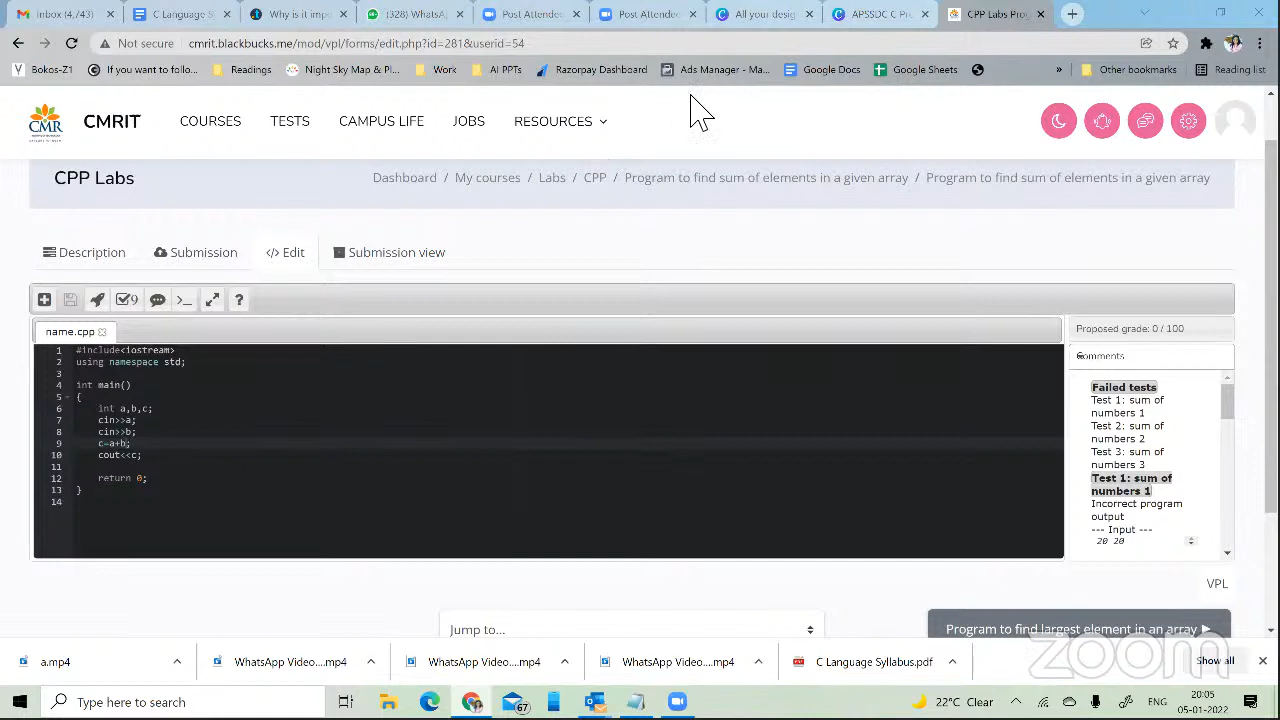 Inbox (4,/43)
C Language S
Why is it impo
(328) WhatsA
Post Attende
Post Attende
All your desig
APSSDC C Pr
CPP Labs Pro
Not secure
cmrit.blackbucks.me/mod/vpl/forms/edit.php?id=281&userid=54
Bokos-Z1
If you want to follo...
Readings
Night Sky Map & Pl...
Work
AI PPT
Razorpay Dashboard
Ads Manager - Ma...
Google Docs
Google Sheets
»
Other bookmarks
Reading list
CMR
CMRIT
COURSES
TESTS
CAMPUS LIFE
JOBS
RESOURCES
CPP Labs
Dashboard / My courses / Labs / CPP / Program to find sum of elements in a given array / Program to find sum of elements in a given array
Description
Submission
</> Edit
Submission view
9
>_
?
name.cpp
Proposed grade: 0 / 100
Comments
1 #include<iostream>
2 using namespace std;
3
4 int main()
5 {
6 int a,b,c;
7 cin>>a;
8 cin>>b;
9 c=a+b;
10 cout<<c;
11
12 return 0;
13 }
14
Failed tests
Test 1: sum of
numbers 1
Test 2: sum of
numbers 2
Test 3: sum of
numbers 3
Test 1: sum of
numbers 1
Incorrect program
output
--- Input ---
20 20
VPL
Jump to...
Program to find largest element in an array
a.mp4
WhatsApp Video....mp4
WhatsApp Video....mp4
WhatsApp Video....mp4
C Language Syllabus.pdf
Show all
zoom
Type here to search
67
22°C Clear
ENG
20:05
05-01-2022